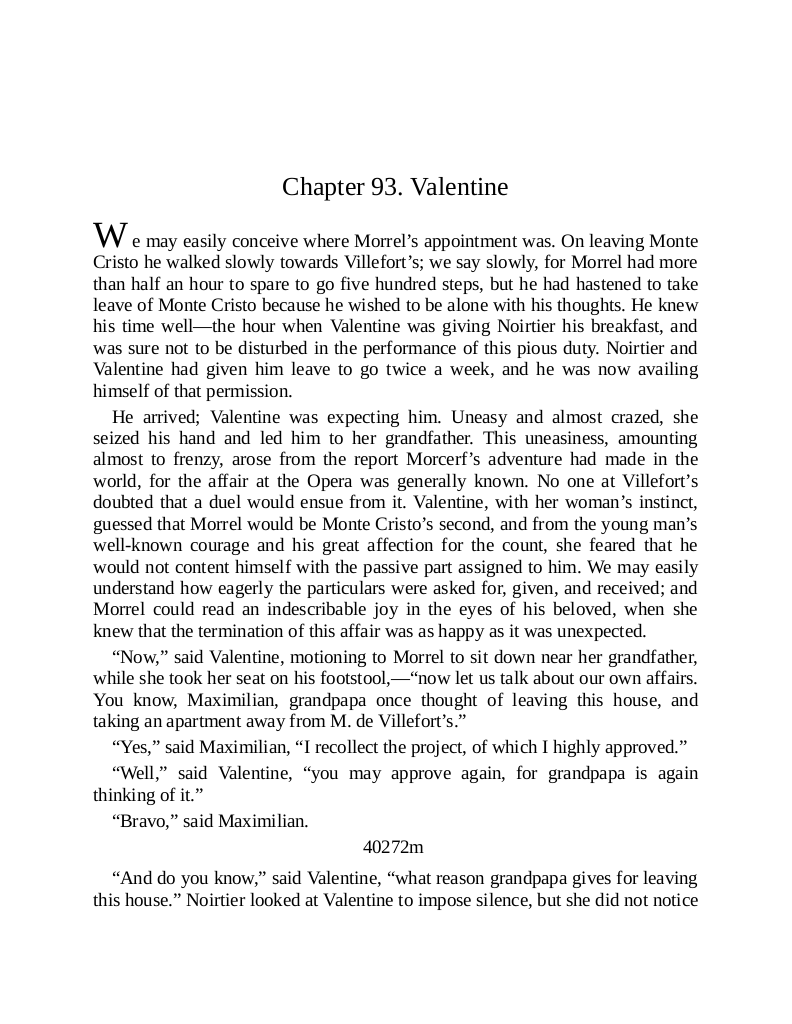 Chapter 93. Valentine
We may easily conceive where Morrel’s appointment was. On leaving Monte
Cristo he walked slowly towards Villefort’s; we say slowly, for Morrel had more
than half an hour to spare to go five hundred steps, but he had hastened to take
leave of Monte Cristo because he wished to be alone with his thoughts. He knew
his time well—the hour when Valentine was giving Noirtier his breakfast, and
was sure not to be disturbed in the performance of this pious duty. Noirtier and
Valentine had given him leave to go twice a week, and he was now availing
himself of that permission.
He arrived; Valentine was expecting him. Uneasy and almost crazed, she
seized his hand and led him to her grandfather. This uneasiness, amounting
almost to frenzy, arose from the report Morcerf’s adventure had made in the
world, for the affair at the Opera was generally known. No one at Villefort’s
doubted that a duel would ensue from it. Valentine, with her woman’s instinct,
guessed that Morrel would be Monte Cristo’s second, and from the young man’s
well-known courage and his great affection for the count, she feared that he
would not content himself with the passive part assigned to him. We may easily
understand how eagerly the particulars were asked for, given, and received; and
Morrel could read an indescribable joy in the eyes of his beloved, when she
knew that the termination of this affair was as happy as it was unexpected.
“Now,” said Valentine, motioning to Morrel to sit down near her grandfather,
while she took her seat on his footstool,—“now let us talk about our own affairs.
You know, Maximilian, grandpapa once thought of leaving this house, and
taking an apartment away from M. de Villefort’s.”
“Yes,” said Maximilian, “I recollect the project, of which I highly approved.”
“Well,” said Valentine, “you may approve again, for grandpapa is again
thinking of it.”
“Bravo,” said Maximilian.
40272m
“And do you know,” said Valentine, “what reason grandpapa gives for leaving
this house.” Noirtier looked at Valentine to impose silence, but she did not notice